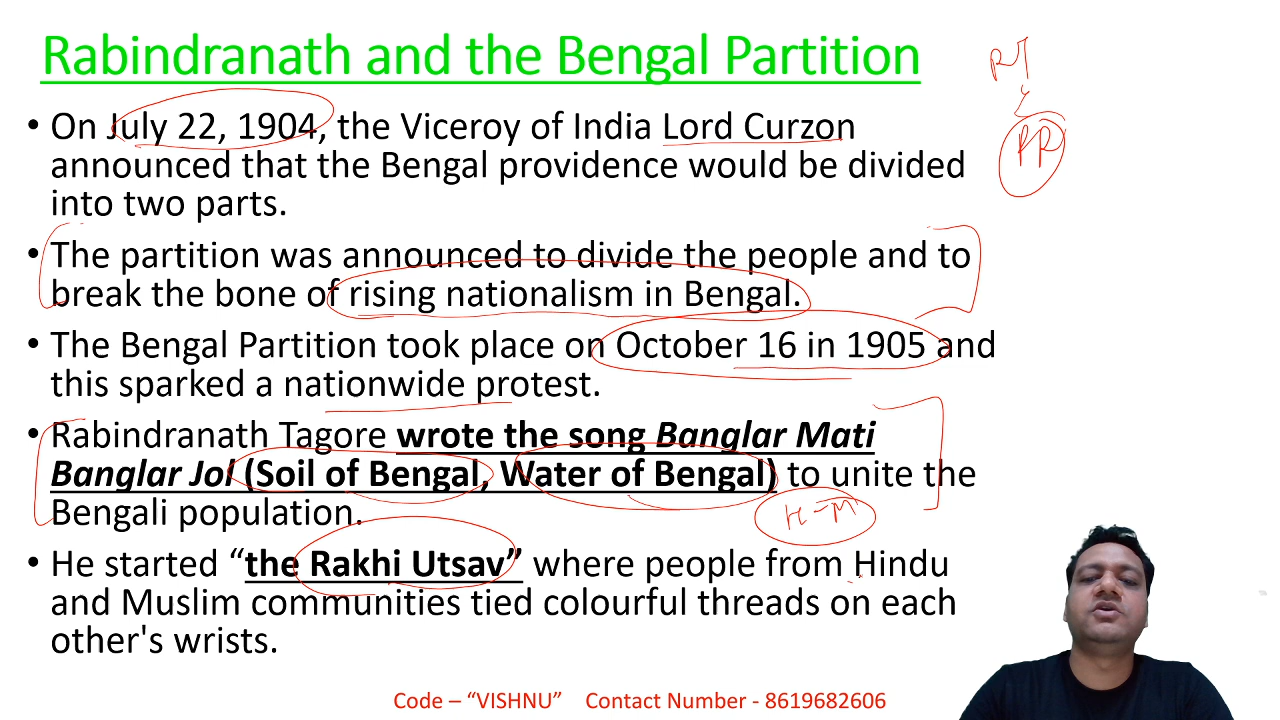 Rabindranath and the Bengal Partition
• On July 22, 1904, the Viceroy of India Lord Curzon
announced that the Bengal providence would be divided
into two parts.
• The partition was announced to divide the people and to
break the bone of rising nationalism in Bengal.
• The Bengal Partition took place on October 16 in 1905 and
this sparked a nationwide protest.
• Rabindranath Tagore wrote the song Banglar Mati
Banglar Jol (Soil of Bengal, Water of Bengal) to unite the
Bengali population.
• He started “the Rakhi Utsav” where people from Hindu
and Muslim communities tied colourful threads on each
other's wrists.
RT
PR
H-M
Code – “VISHNU” Contact Number - 8619682606